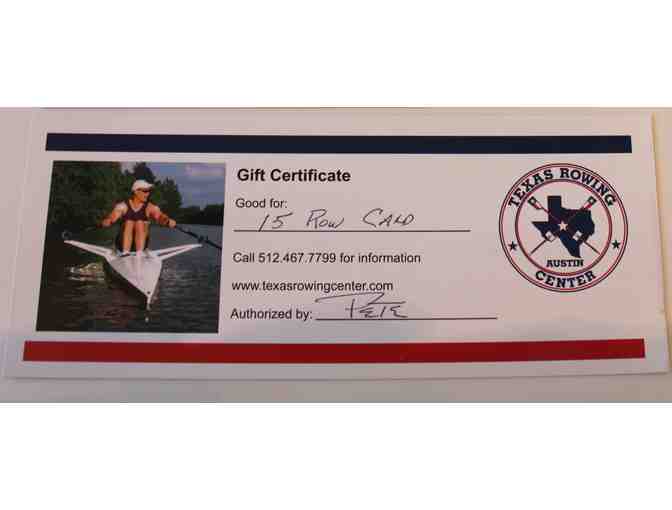 Gift Certificate
Good for:
15 Row CARD
Call 512.467.7799 for information
www.texasrowingcenter.com
Authorized by: PETE
TEXAS ROWING
AUSTIN
CENTER